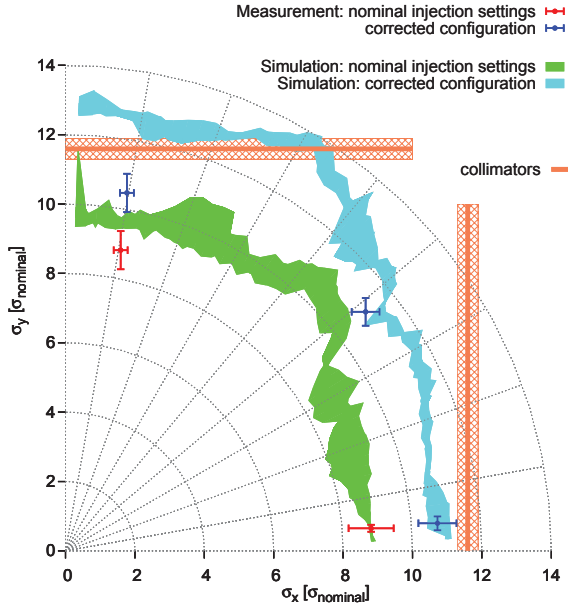 Measurement: nominal injection settings
corrected configuration
Simulation: nominal injection settings
Simulation: corrected configuration
collimators
14
12
10
8
6
4
2
0
σy [σnominal]
0 2 4 6 8 10 12 14
σx [σnominal]